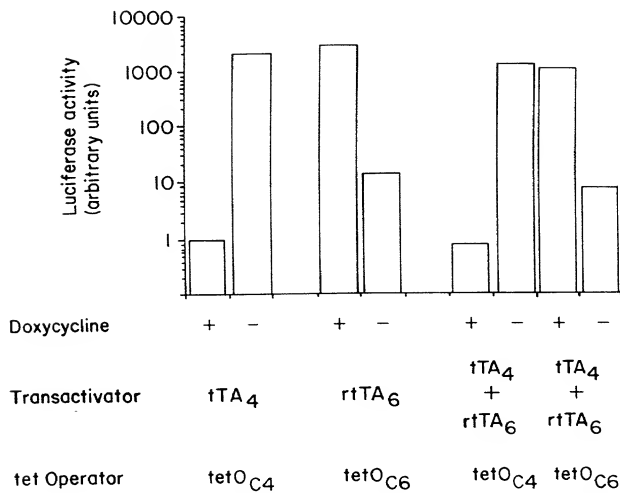 10000
1000
100
10
1
Luciferase activity
(arbitrary units)
Doxycycline + − + − + − + −
Transactivator tTA4 rtTA6 tTA4 + rtTA6 tTA4 + rtTA6
tet Operator tetOC4 tetOC6 tetOC4 tetOC6